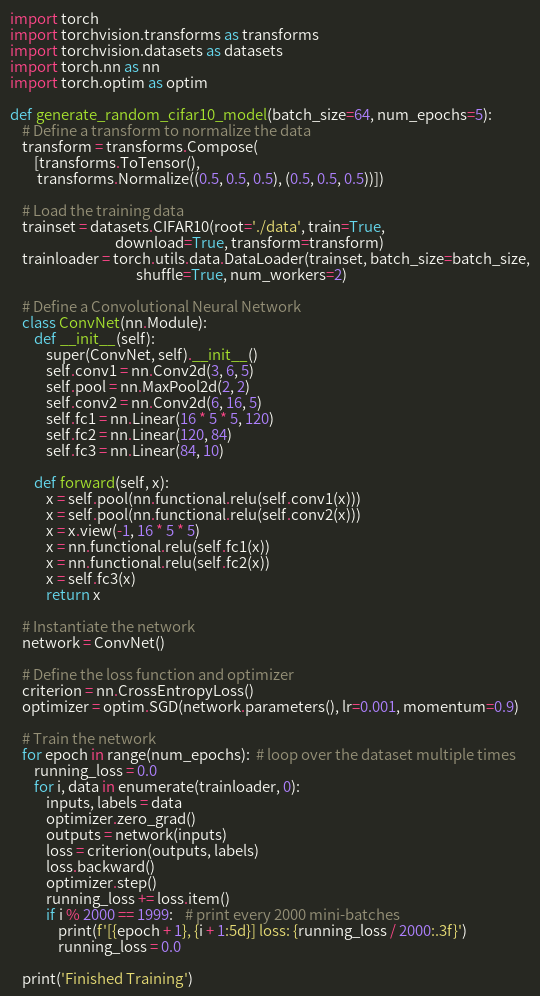 import torch
import torchvision.transforms as transforms
import torchvision.datasets as datasets
import torch.nn as nn
import torch.optim as optim

def generate_random_cifar10_model(batch_size=64, num_epochs=5):
    # Define a transform to normalize the data
    transform = transforms.Compose(
        [transforms.ToTensor(),
         transforms.Normalize((0.5, 0.5, 0.5), (0.5, 0.5, 0.5))])

    # Load the training data
    trainset = datasets.CIFAR10(root='./data', train=True,
                                download=True, transform=transform)
    trainloader = torch.utils.data.DataLoader(trainset, batch_size=batch_size,
                                      shuffle=True, num_workers=2)

    # Define a Convolutional Neural Network
    class ConvNet(nn.Module):
        def __init__(self):
            super(ConvNet, self).__init__()
            self.conv1 = nn.Conv2d(3, 6, 5)
            self.pool = nn.MaxPool2d(2, 2)
            self.conv2 = nn.Conv2d(6, 16, 5)
            self.fc1 = nn.Linear(16 * 5 * 5, 120)
            self.fc2 = nn.Linear(120, 84)
            self.fc3 = nn.Linear(84, 10)

        def forward(self, x):
            x = self.pool(nn.functional.relu(self.conv1(x)))
            x = self.pool(nn.functional.relu(self.conv2(x)))
            x = x.view(-1, 16 * 5 * 5)
            x = nn.functional.relu(self.fc1(x))
            x = nn.functional.relu(self.fc2(x))
            x = self.fc3(x)
            return x

    # Instantiate the network
    network = ConvNet()

    # Define the loss function and optimizer
    criterion = nn.CrossEntropyLoss()
    optimizer = optim.SGD(network.parameters(), lr=0.001, momentum=0.9)

    # Train the network
    for epoch in range(num_epochs):  # loop over the dataset multiple times
        running_loss = 0.0
        for i, data in enumerate(trainloader, 0):
            inputs, labels = data
            optimizer.zero_grad()
            outputs = network(inputs)
            loss = criterion(outputs, labels)
            loss.backward()
            optimizer.step()
            running_loss += loss.item()
            if i % 2000 == 1999:    # print every 2000 mini-batches
                print(f'[{epoch + 1}, {i + 1:5d}] loss: {running_loss / 2000:.3f}')
                running_loss = 0.0

    print('Finished Training')